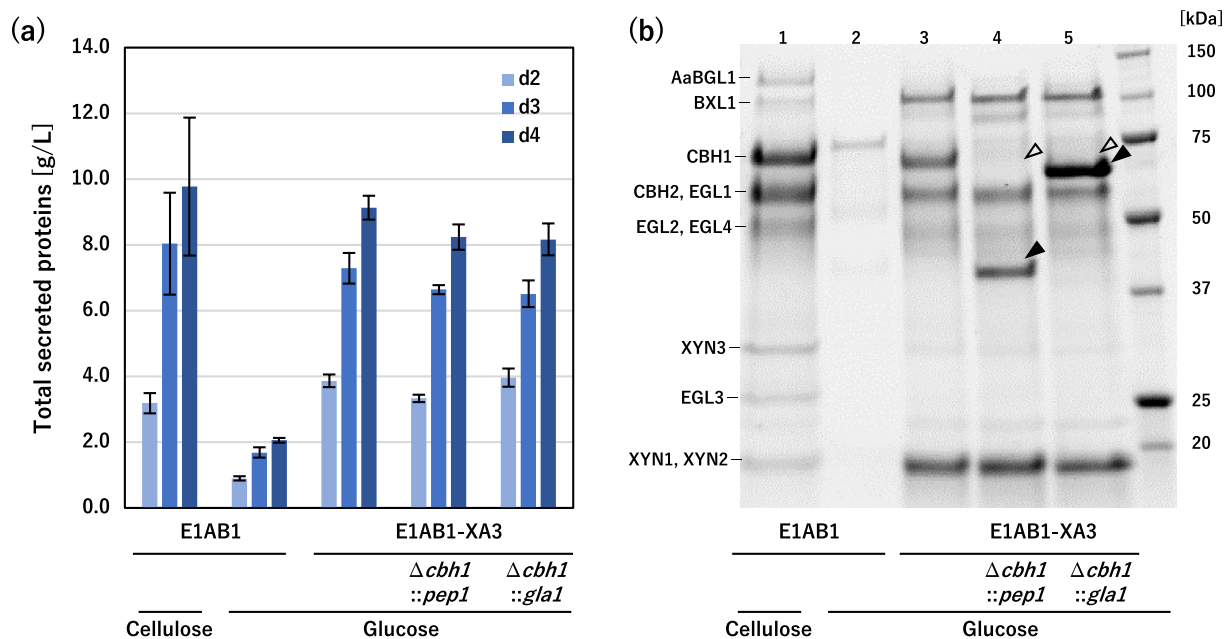 (a)
Total secreted proteins [g/L]
14.0
12.0
10.0
8.0
6.0
4.0
2.0
0.0
d2
d3
d4
E1AB1
E1AB1-XA3
Δcbh1
::pep1
Δcbh1
::gla1
Cellulose
Glucose
(b)
[kDa]
1 2 3 4 5
AaBGL1
BXL1
CBH1
CBH2, EGL1
EGL2, EGL4
XYN3
EGL3
XYN1, XYN2
150
100
75
50
37
25
20
E1AB1
E1AB1-XA3
Δcbh1
::pep1
Δcbh1
::gla1
Cellulose
Glucose